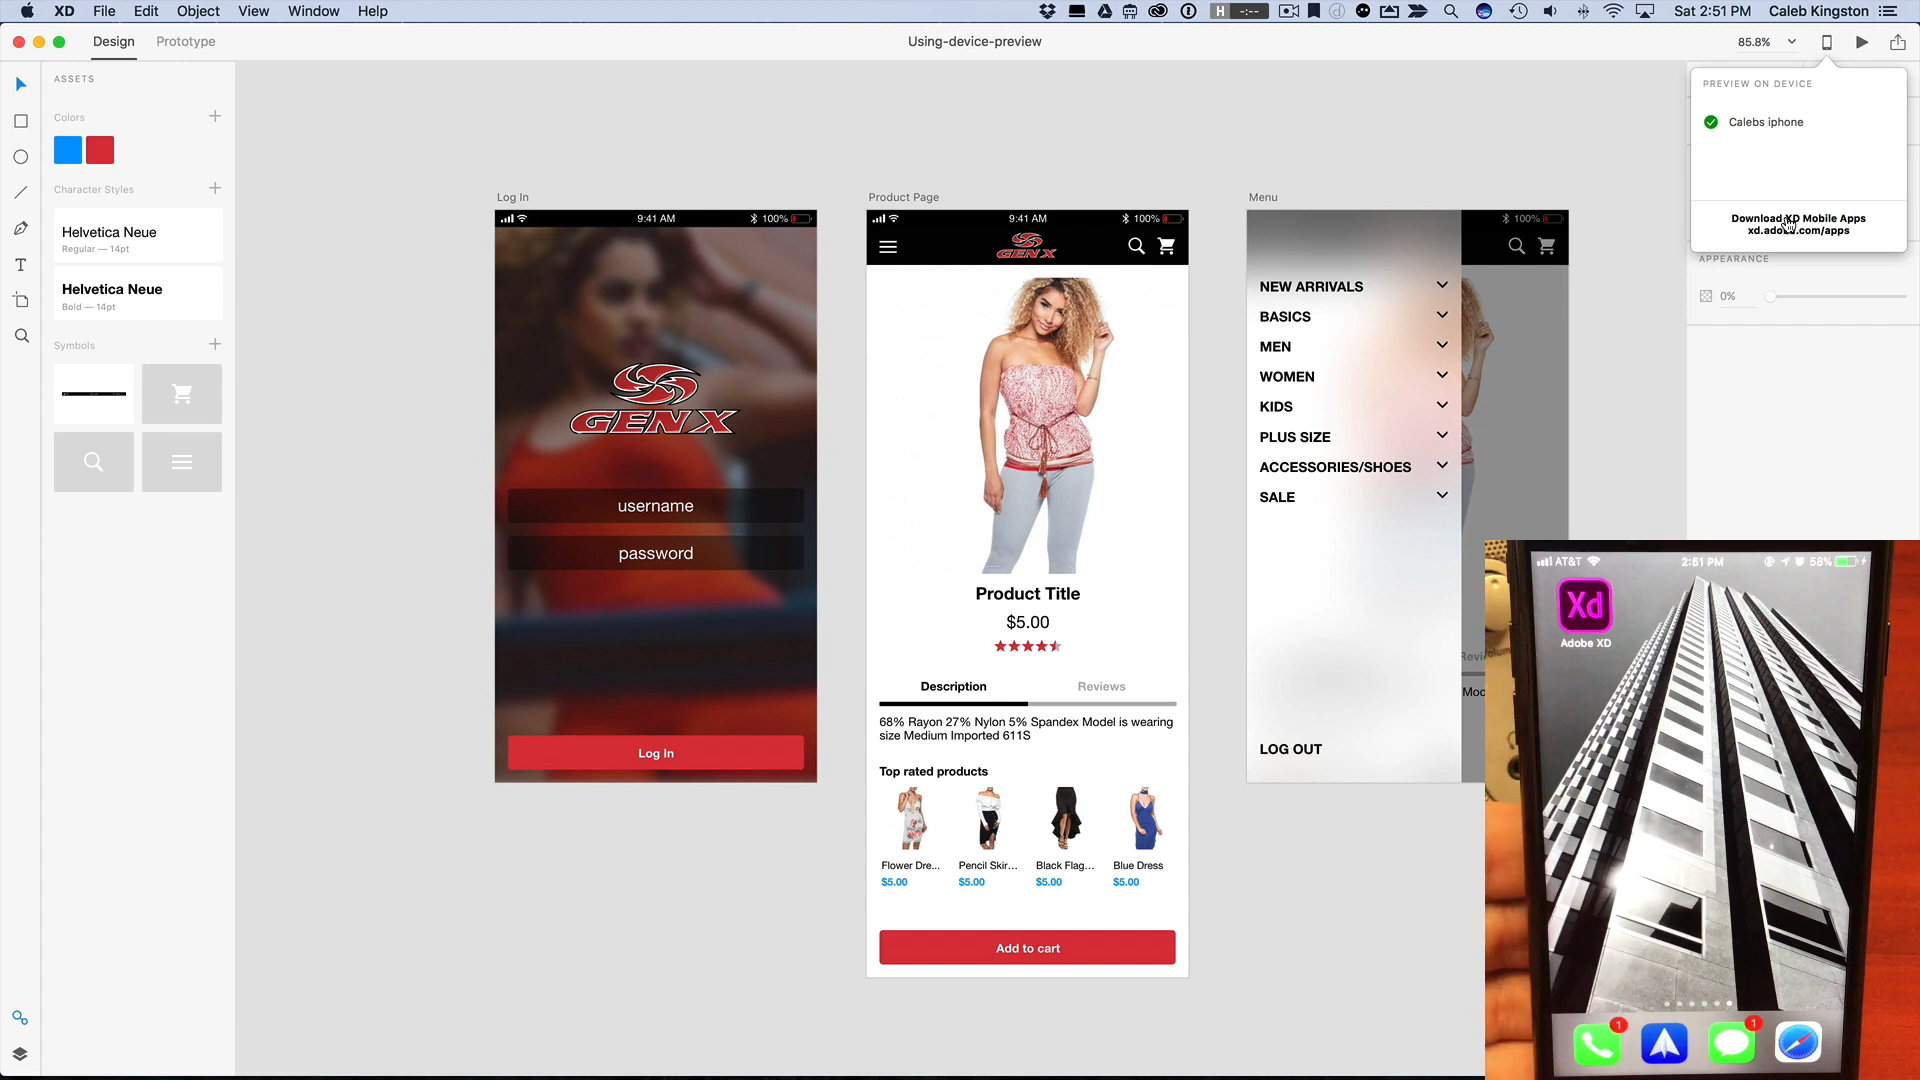 XD File Edit Object View Window Help
H -:-- Sat 2:51 PM Caleb Kingston
Design Prototype
Using-device-preview
85.8%
ASSETS
Colors
Character Styles
Helvetica Neue
Regular — 14pt
Helvetica Neue
Bold — 14pt
Symbols
Log In
9:41 AM 100%
GENX
username
password
Log In
Product Page
9:41 AM 100%
GENX
Product Title
$5.00
Description Reviews
68% Rayon 27% Nylon 5% Spandex Model is wearing
size Medium Imported 611S
Top rated products
Flower Dre... Pencil Skir... Black Flag... Blue Dress
$5.00 $5.00 $5.00 $5.00
Add to cart
Menu
100%
NEW ARRIVALS
BASICS
MEN
WOMEN
KIDS
PLUS SIZE
ACCESSORIES/SHOES
SALE
LOG OUT
PREVIEW ON DEVICE
Calebs iphone
Download XD Mobile Apps
xd.adobe.com/apps
APPEARANCE
0%
AT&T 2:51 PM 58%
Xd
Adobe XD
1 1